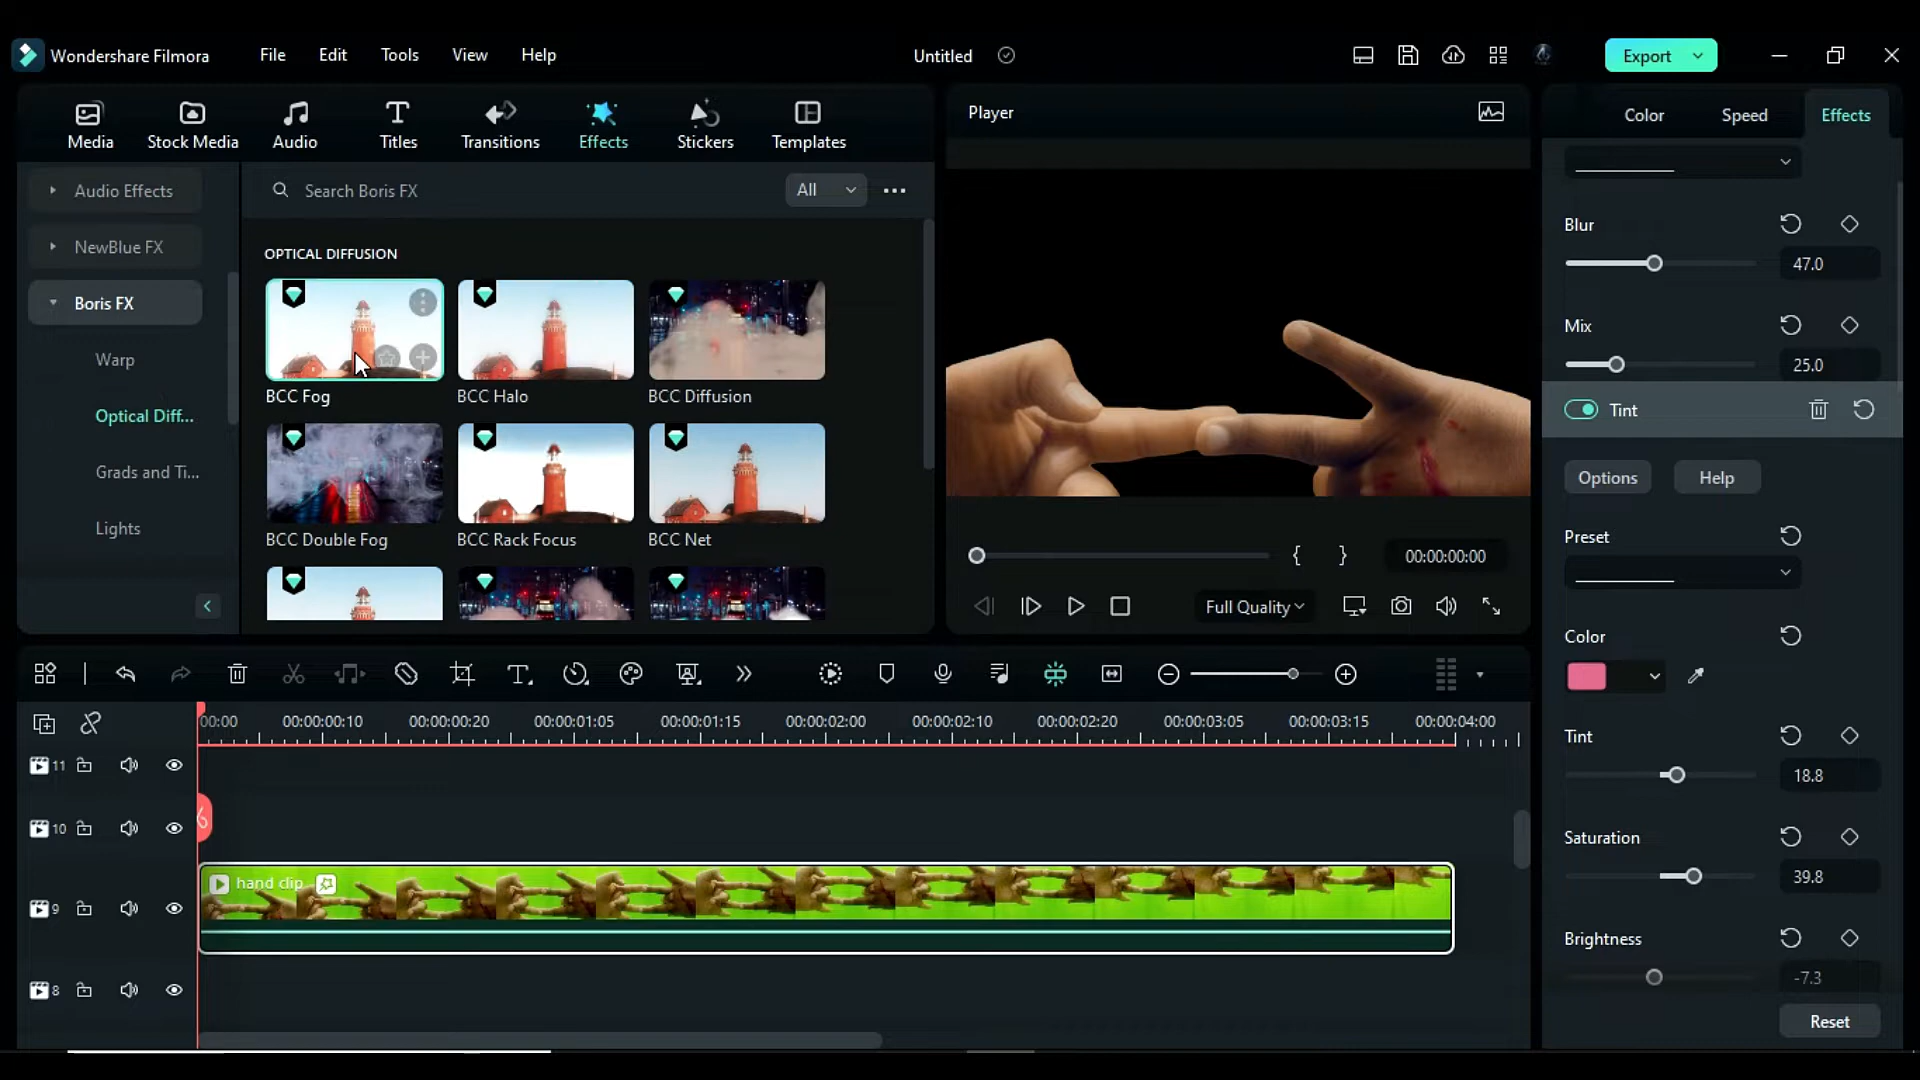 Wondershare Filmora
File
Edit
Tools
View
Help
Untitled
Export
Media
Stock Media
Audio
Titles
Transitions
Effects
Stickers
Templates
Player
Color
Speed
Effects
Audio Effects
NewBlue FX
Boris FX
Warp
Optical Diff...
Grads and Ti...
Lights
Search Boris FX
All
OPTICAL DIFFUSION
BCC Fog
BCC Halo
BCC Diffusion
BCC Double Fog
BCC Rack Focus
BCC Net
{ }
00:00:00:00
Full Quality
Blur
47.0
Mix
25.0
Tint
Options
Help
Preset
Color
Tint
18.8
Saturation
39.8
Brightness
-7.3
Reset
00:00
00:00:00:10
00:00:00:20
00:00:01:05
00:00:01:15
00:00:02:00
00:00:02:10
00:00:02:20
00:00:03:05
00:00:03:15
00:00:04:00
11
10
hand clip
9
8